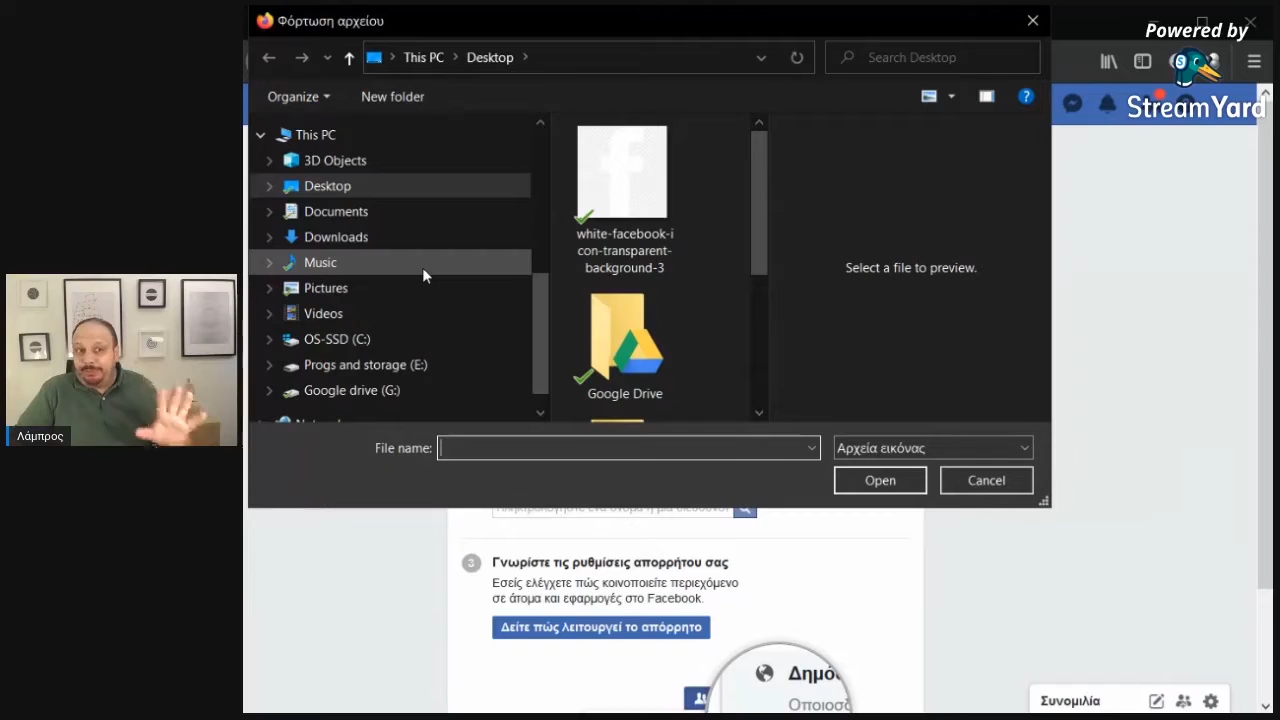 Φόρτωση αρχείου
Powered by
StreamYard
This PC
Desktop
Search Desktop
Organize
New folder
This PC
3D Objects
Desktop
Documents
Downloads
Music
Pictures
Videos
OS-SSD (C:)
Progs and storage (E:)
Google drive (G:)
white-facebook-i
con-transparent-
background-3
Google Drive
Select a file to preview.
Λάμπρος
File name:
Αρχεία εικόνας
Open
Cancel
3
Γνωρίστε τις ρυθμίσεις απορρήτου σας
Εσείς ελέγχετε πώς κοινοποιείτε περιεχόμενο
σε άτομα και εφαρμογές στο Facebook.
Δείτε πώς λειτουργεί το απόρρητο
Συνομιλία